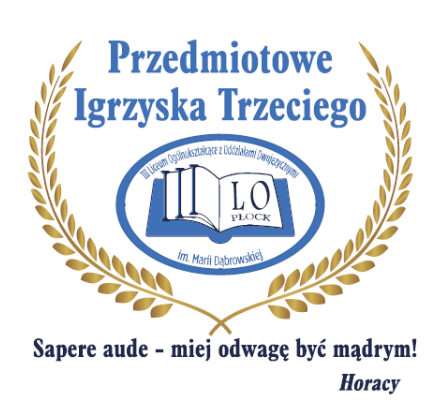 Przedmiotowe
Igrzyska Trzeciego
III Liceum Ogólnokształcące z Oddziałami Dwujęzycznymi
III LO
PŁOCK
im. Marii Dąbrowskiej
Sapere aude - miej odwagę być mądrym!
Horacy